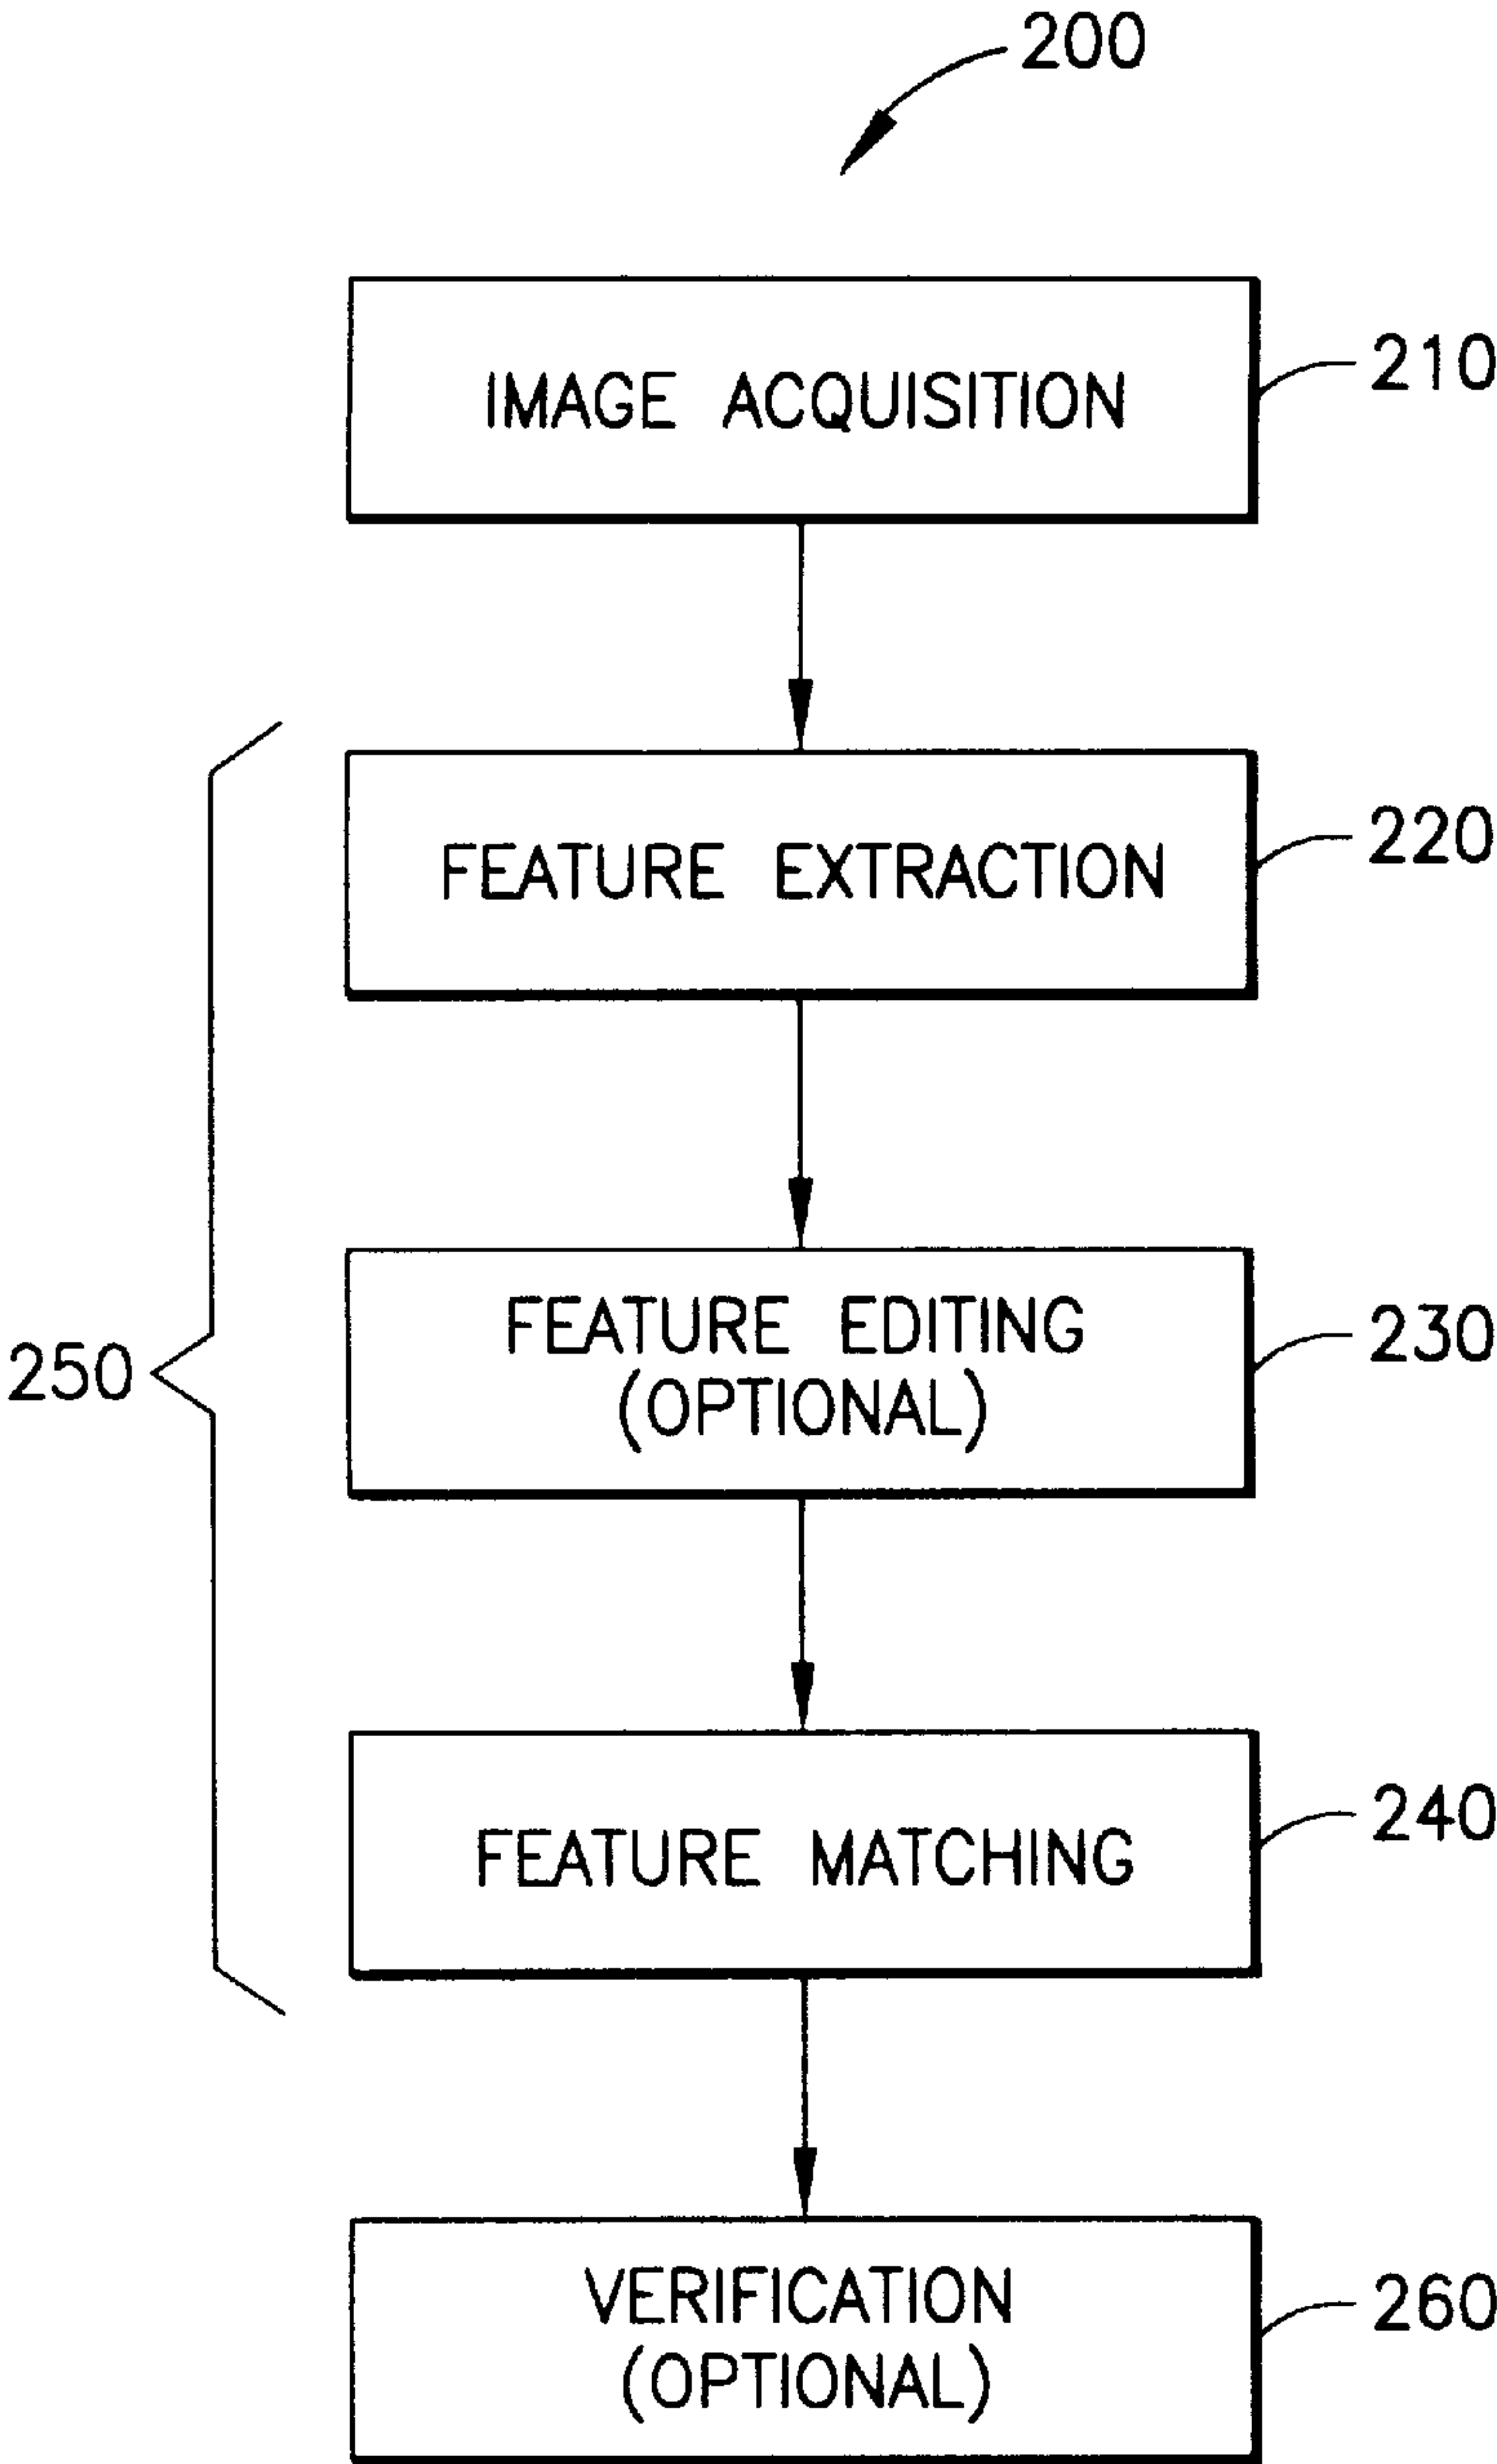 200
IMAGE ACQUISITION
210
FEATURE EXTRACTION
220
FEATURE EDITING
(OPTIONAL)
230
250
FEATURE MATCHING
240
VERIFICATION
(OPTIONAL)
260